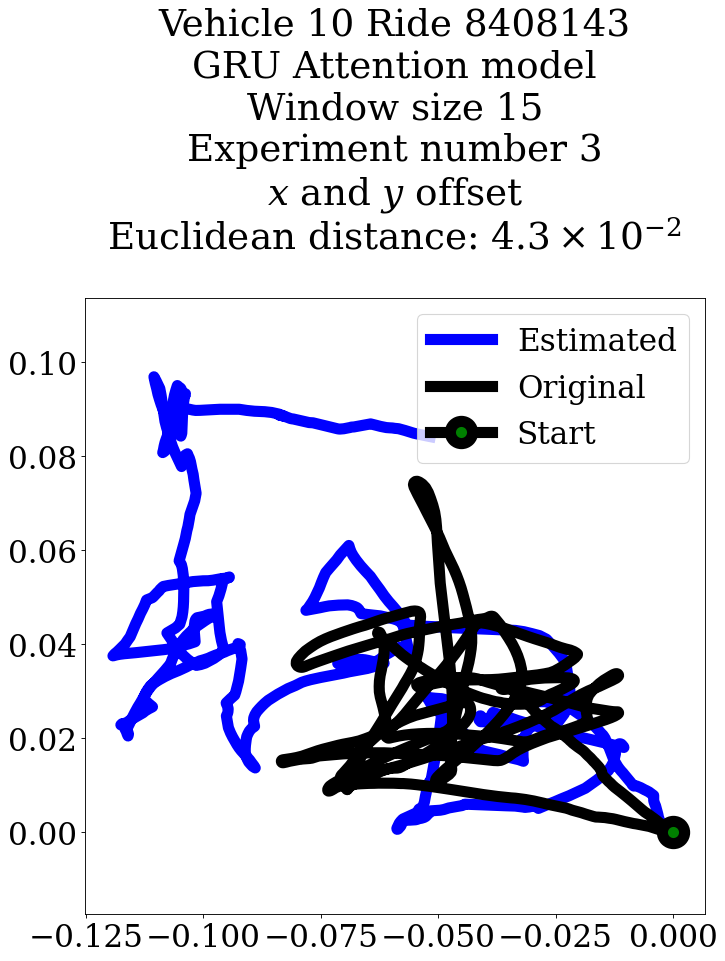 Vehicle 10 Ride 8408143
GRU Attention model
Window size 15
Experiment number 3
x and y offset
Euclidean distance: 4.3 × 10⁻²
Estimated
Original
Start
0.10
0.08
0.06
0.04
0.02
0.00
−0.125 −0.100 −0.075 −0.050 −0.025 0.000